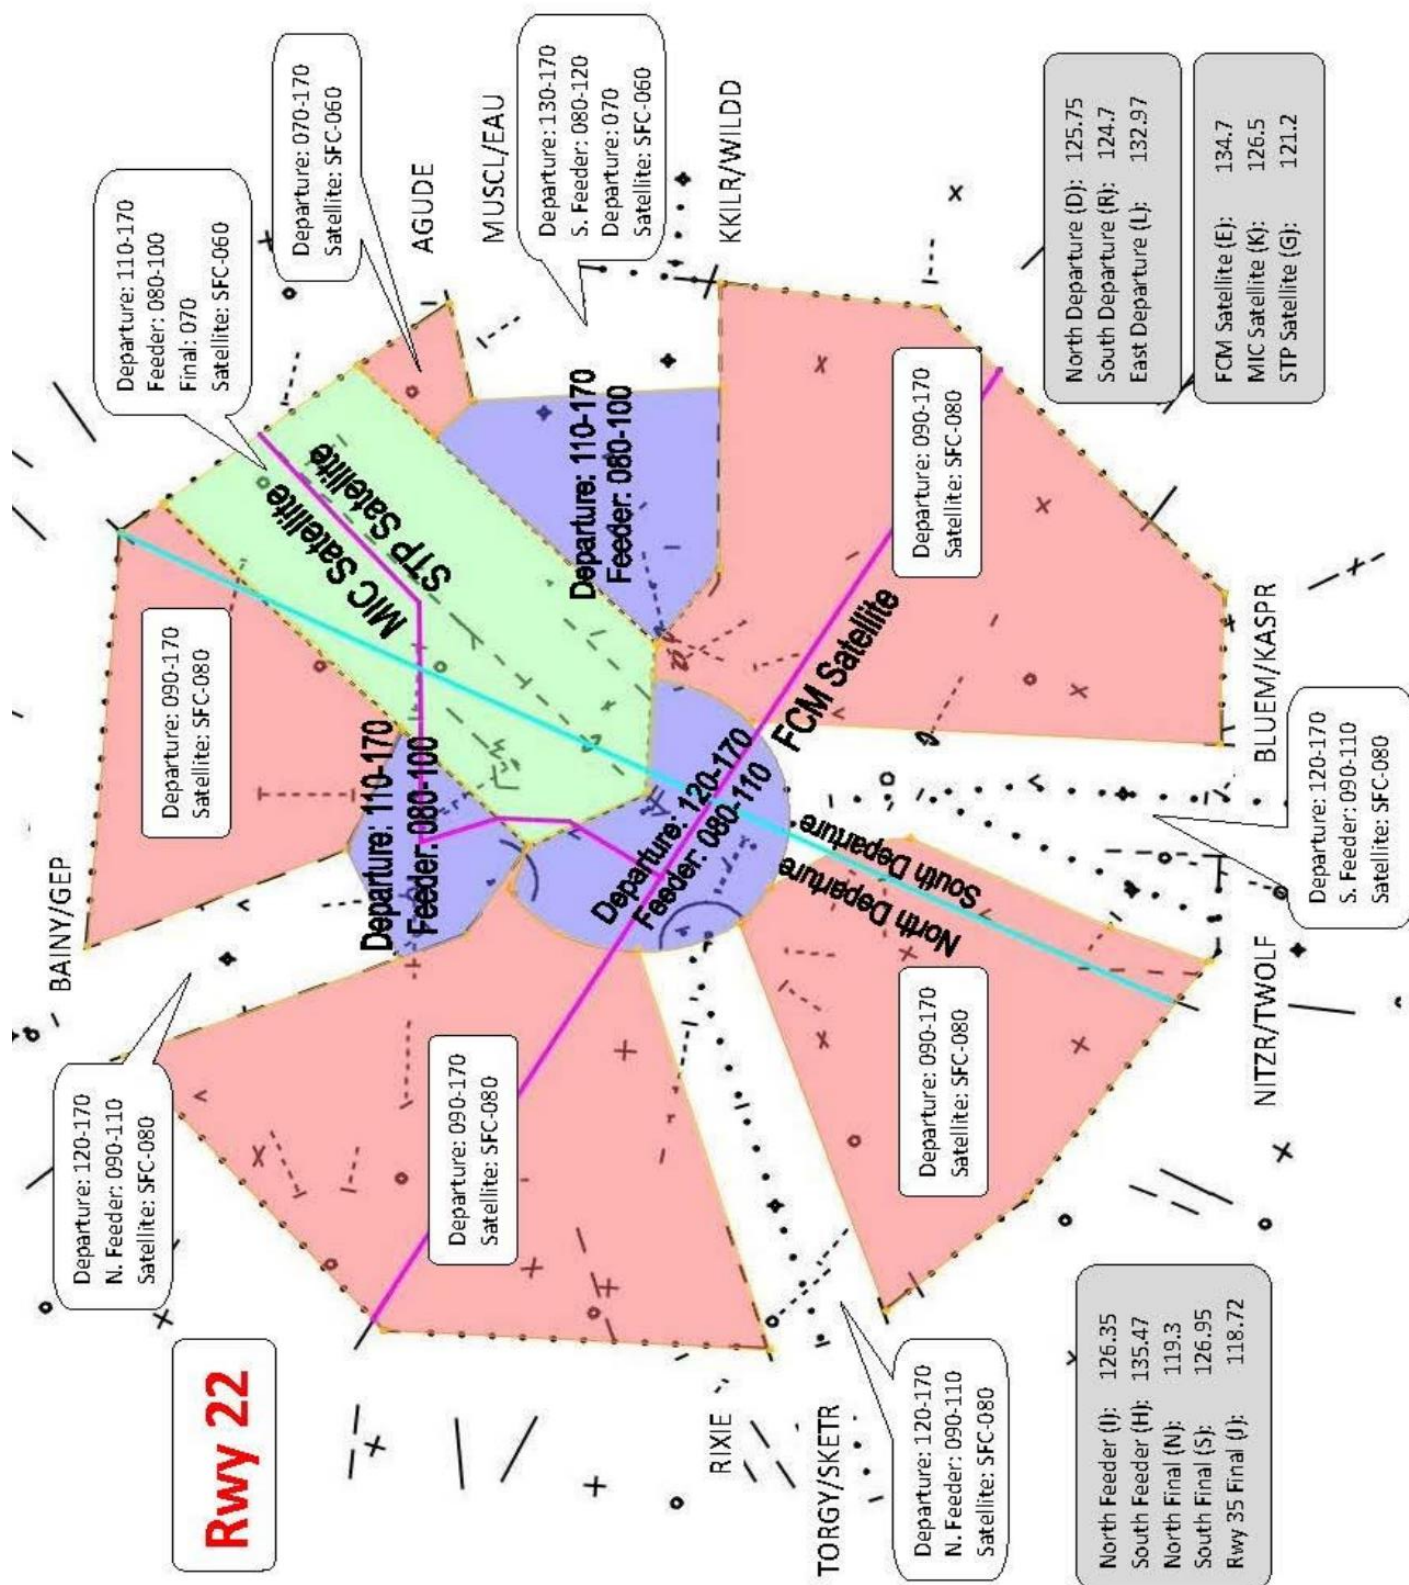 Rwy 22
BAINY/GEP
Departure: 120-170
N. Feeder: 090-110
Satellite: SFC-080
Departure: 090-170
Satellite: SFC-080
Departure: 110-170
Feeder: 080-100
Final: 070
Satellite: SFC-060
Departure: 070-170
Satellite: SFC-060
AGUDE
MUSCL/EAU
Departure: 130-170
S. Feeder: 080-120
Departure: 070
Satellite: SFC-060
KKILR/WILDD
MIC Satellite
STP Satellite
Departure: 110-170
Feeder: 080-100
Departure: 110-170
Feeder: 080-100
Departure: 090-170
Satellite: SFC-080
Departure: 120-170
Feeder: 080-110
FCM Satellite
Departure: 090-170
Satellite: SFC-080
RIXIE
TORGY/SKETR
Departure: 120-170
N. Feeder: 090-110
Satellite: SFC-080
North Departure
South Departure
Departure: 090-170
Satellite: SFC-080
NITZR/TWOLF
BLUEM/KASPR
Departure: 120-170
S. Feeder: 090-110
Satellite: SFC-080
North Feeder (I): 126.35
South Feeder (H): 135.47
North Final (N): 119.3
South Final (S): 126.95
Rwy 35 Final (J): 118.72
North Departure (D): 125.75
South Departure (R): 124.7
East Departure (L): 132.97
FCM Satellite (E): 134.7
MIC Satellite (K): 126.5
STP Satellite (G): 121.2